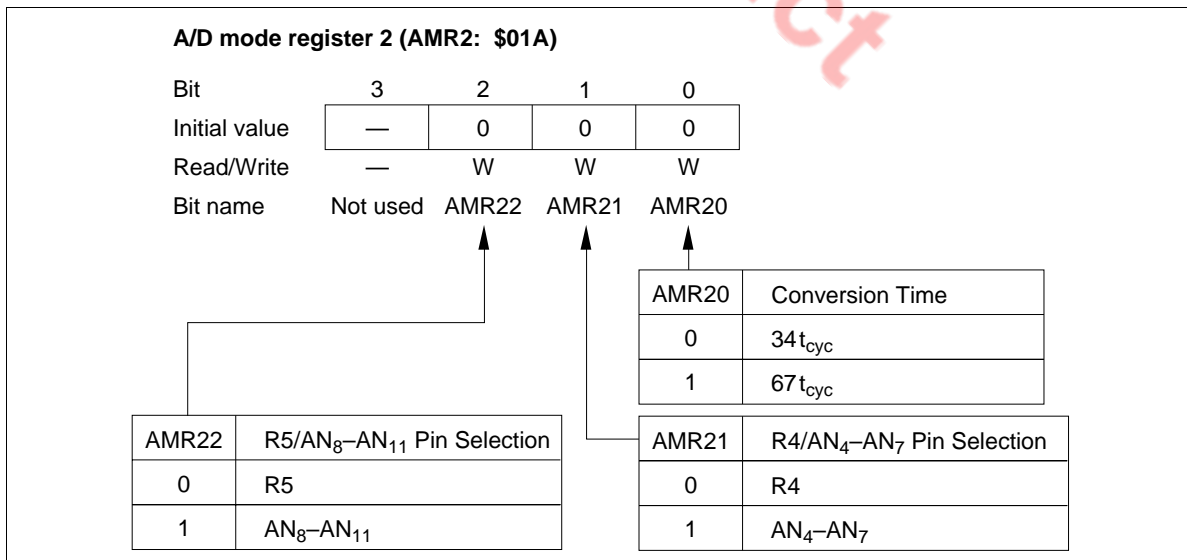 ct
A/D mode register 2 (AMR2: $01A)
Bit 3 2 1 0
Initial value — 0 0 0
Read/Write — W W W
Bit name Not used AMR22 AMR21 AMR20
AMR20 Conversion Time
0 34tcyc
1 67tcyc
AMR22 R5/AN8–AN11 Pin Selection
0 R5
1 AN8–AN11
AMR21 R4/AN4–AN7 Pin Selection
0 R4
1 AN4–AN7